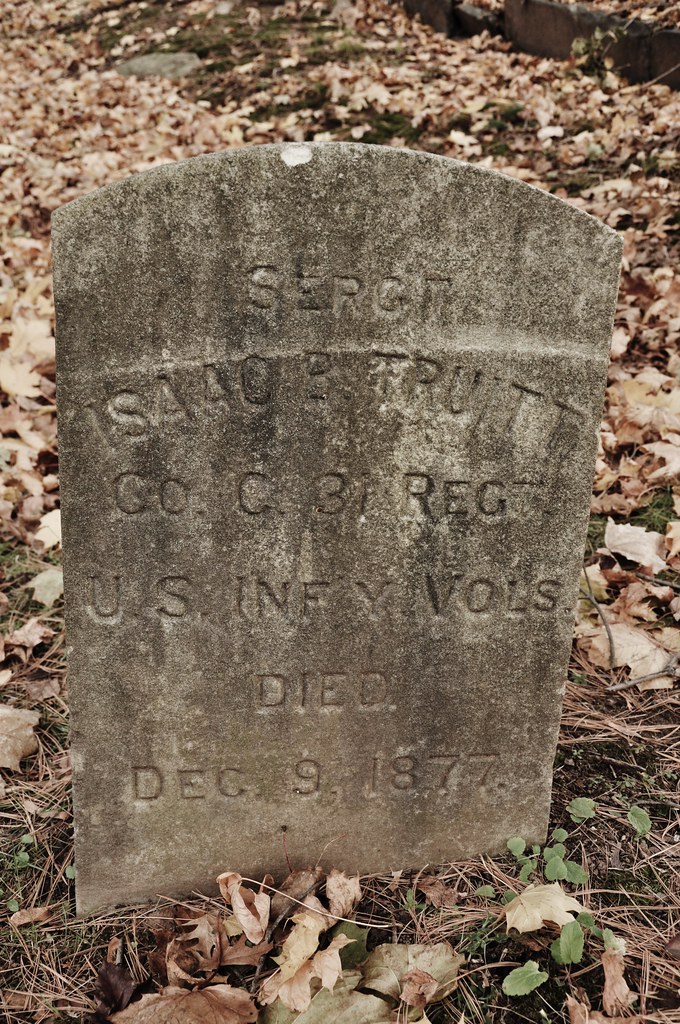 SERGT.
ISAAC P. TRUITT
CO. C. 31 REGT.
U.S. INF'Y. VOLS.
DIED.
DEC. 9, 1877.